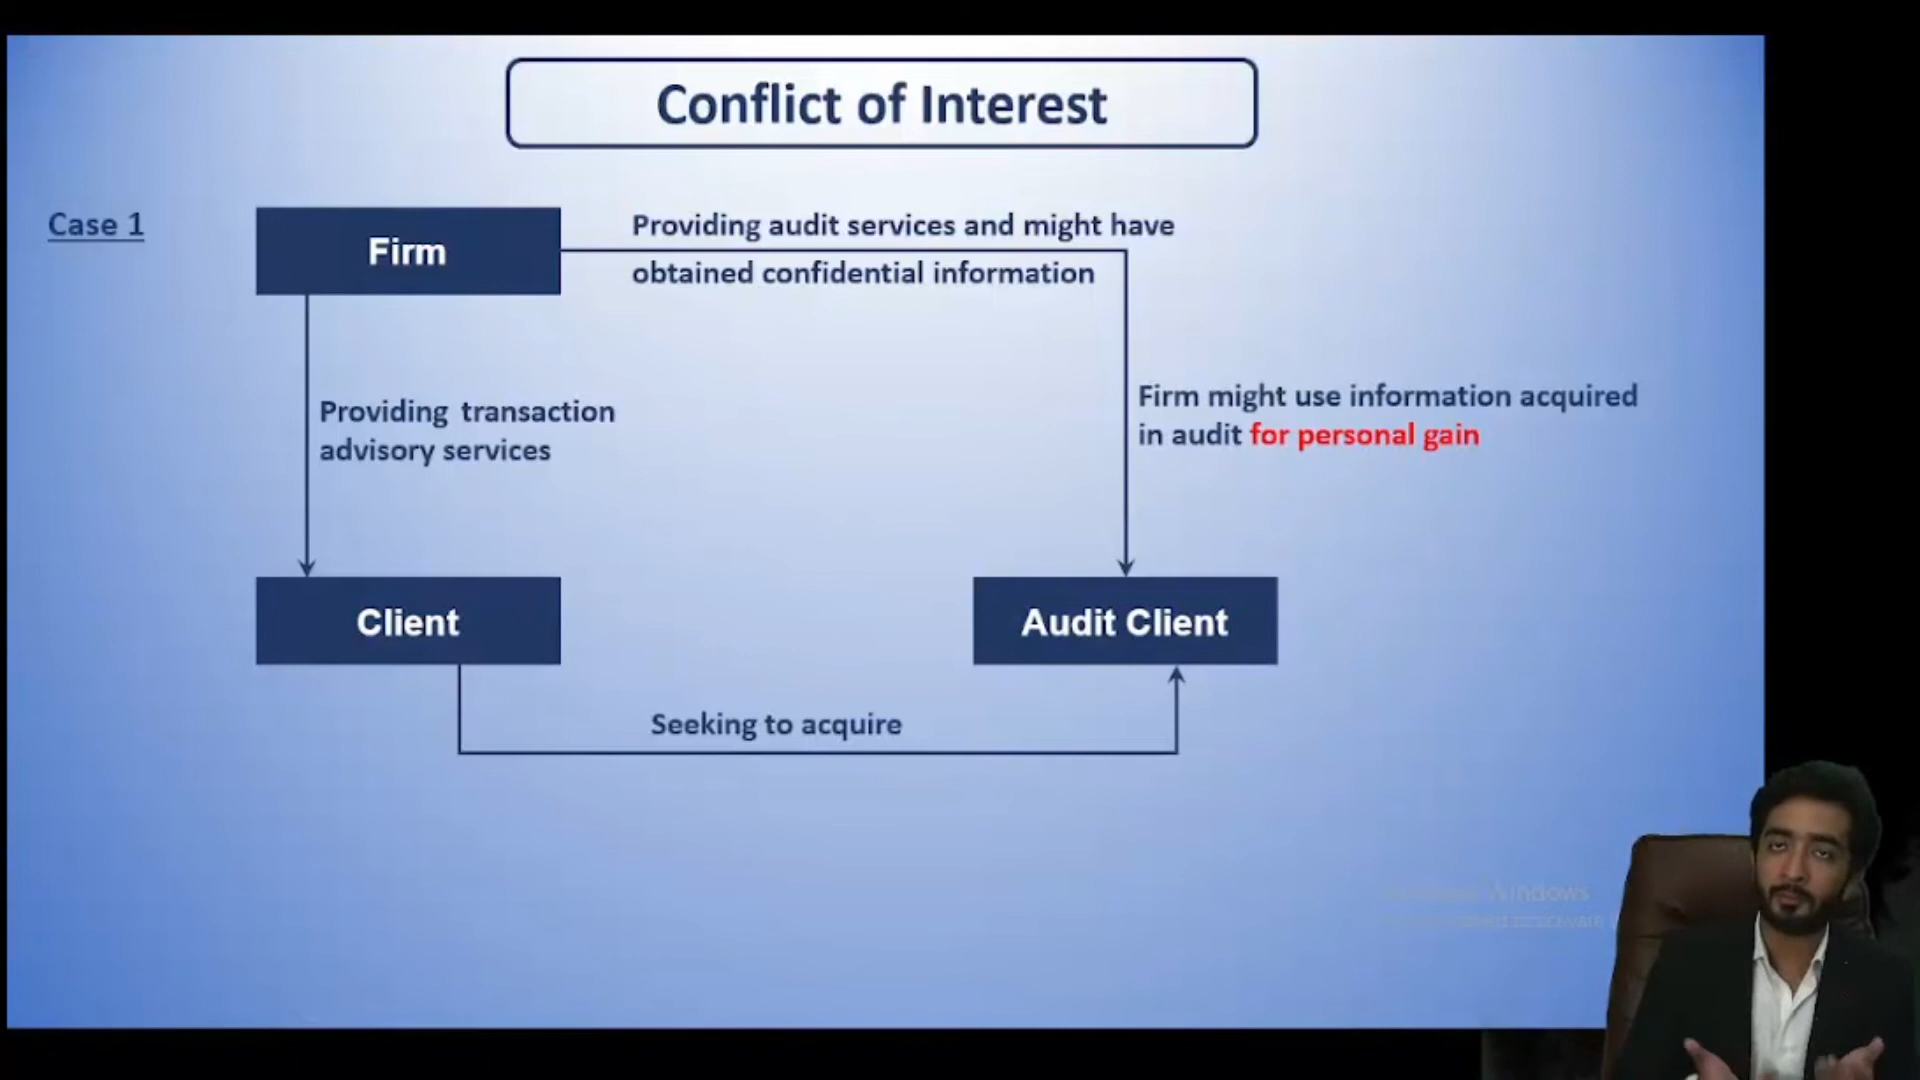 Conflict of Interest
Case 1
Firm
Providing audit services and might have
obtained confidential information
Providing transaction
advisory services
Firm might use information acquired
in audit for personal gain
Client
Audit Client
Seeking to acquire
Windows